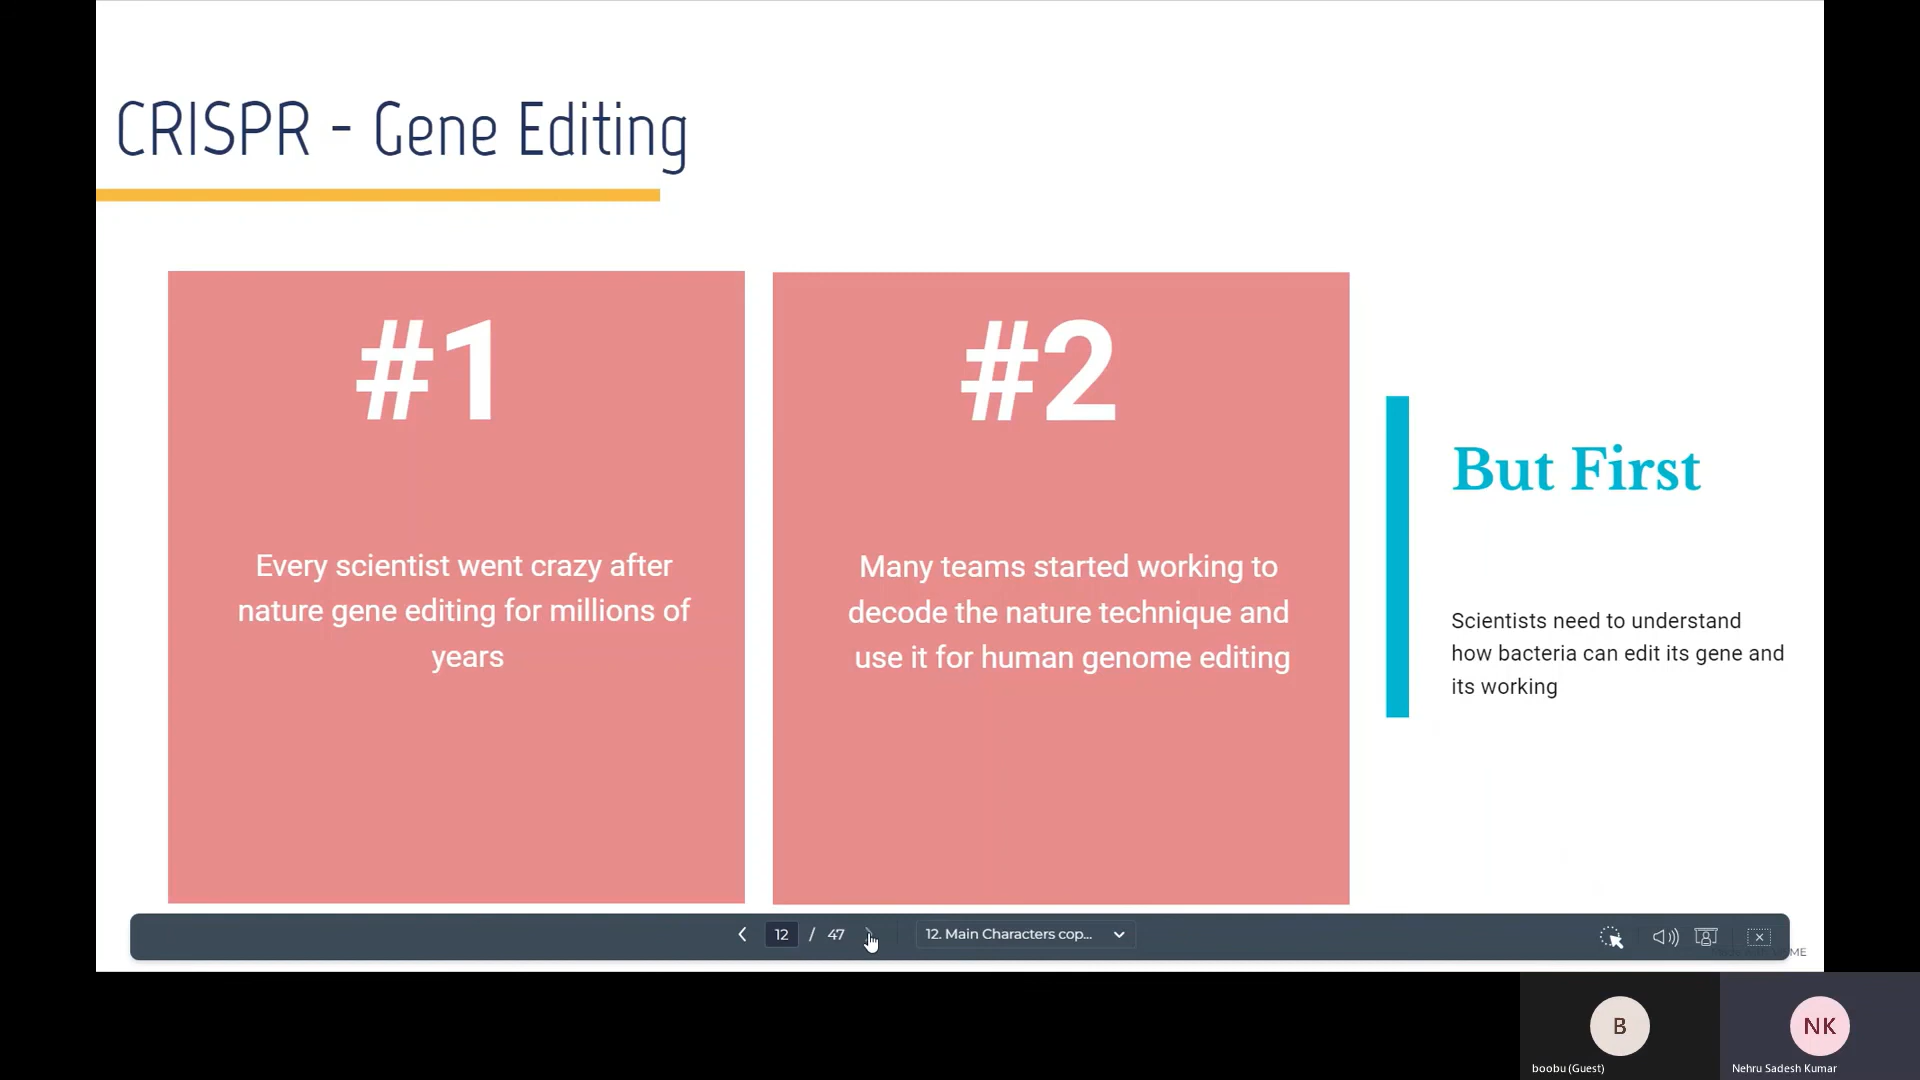 CRISPR - Gene Editing
#1
Every scientist went crazy after
nature gene editing for millions of
years
#2
Many teams started working to
decode the nature technique and
use it for human genome editing
But First
Scientists need to understand
how bacteria can edit its gene and
its working
12 / 47
12. Main Characters cop...
ME
B
boobu (Guest)
NK
Nehru Sadesh Kumar